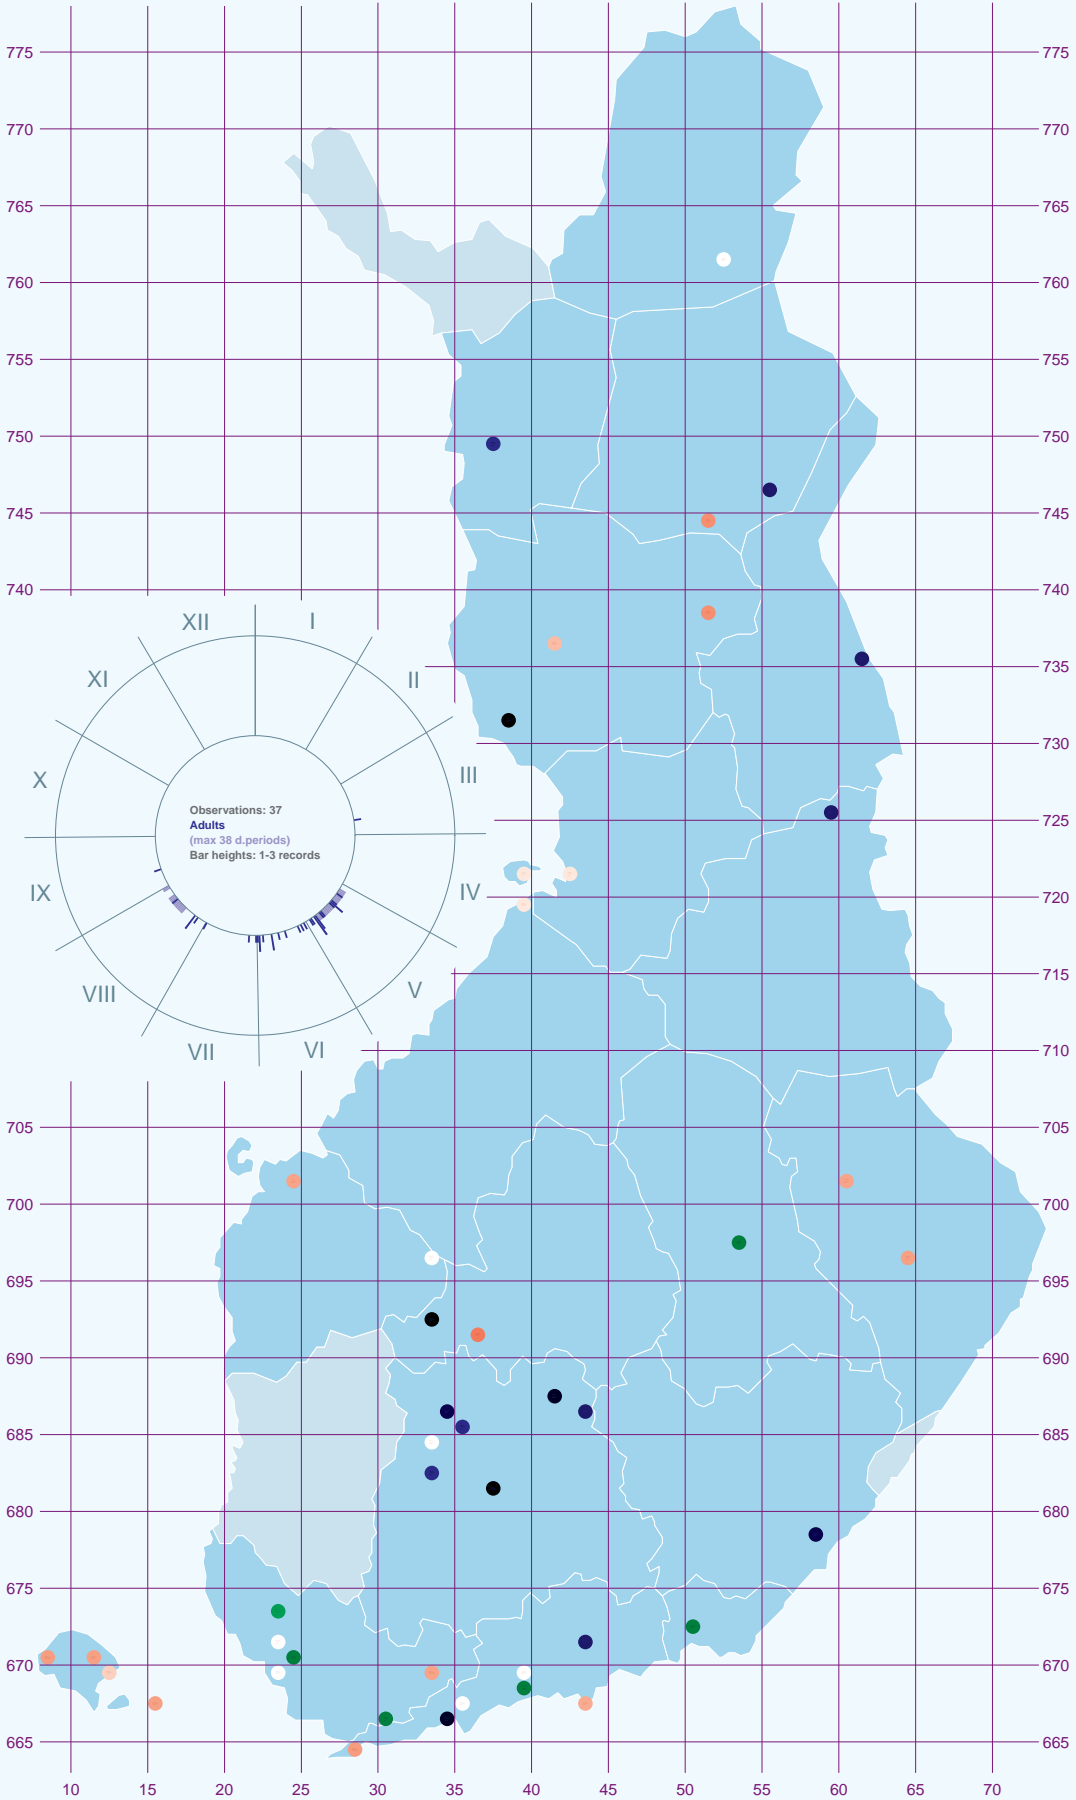 775 775
770 770
765 765
760 760
755 755
750 750
745 745
740 740
XII I
XI II
735
730
X III
Observations: 37
Adults
(max 38 d.periods)
Bar heights: 1-3 records
725
IX IV
720
VIII V
715
VII VI
710
705 705
700 700
695 695
690 690
685 685
680 680
675 675
670 670
665 665
10 15 20 25 30 35 40 45 50 55 60 65 70